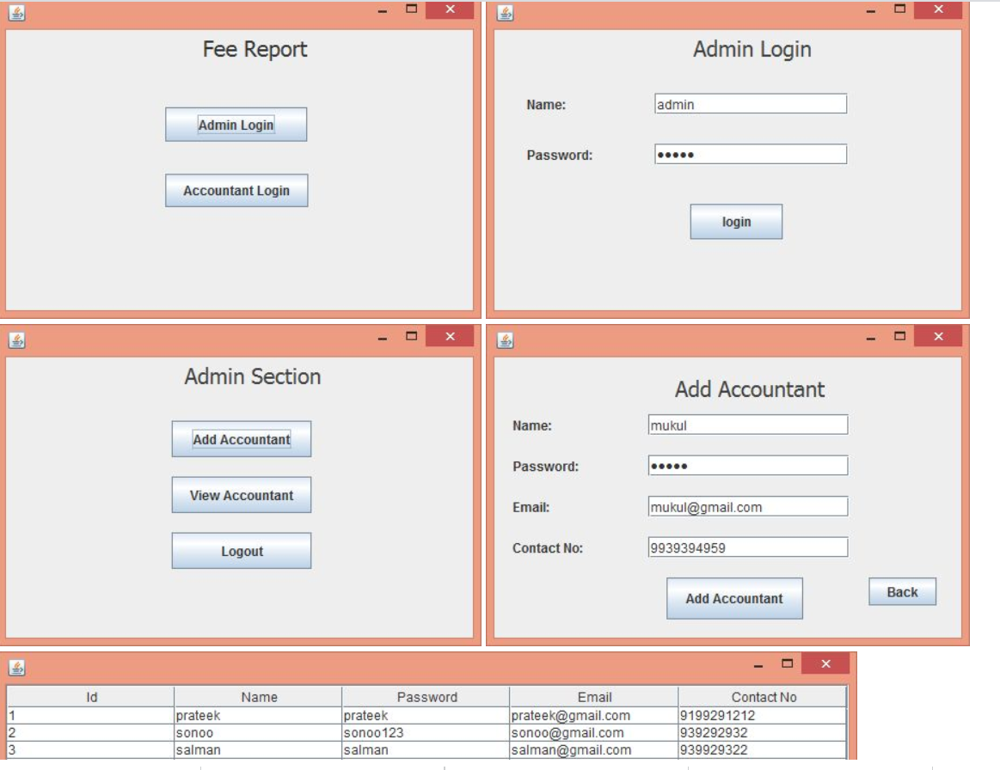 Fee Report
Admin Login
Accountant Login
Admin Login
Name: admin
Password: •••••
login
Admin Section
Add Accountant
View Accountant
Logout
Add Accountant
Name: mukul
Password: •••••
Email: mukul@gmail.com
Contact No: 9939394959
Add Accountant Back
Id Name Password Email Contact No
1 prateek prateek prateek@gmail.com 9199291212
2 sonoo sonoo123 sonoo@gmail.com 939292932
3 salman salman salman@gmail.com 939929322